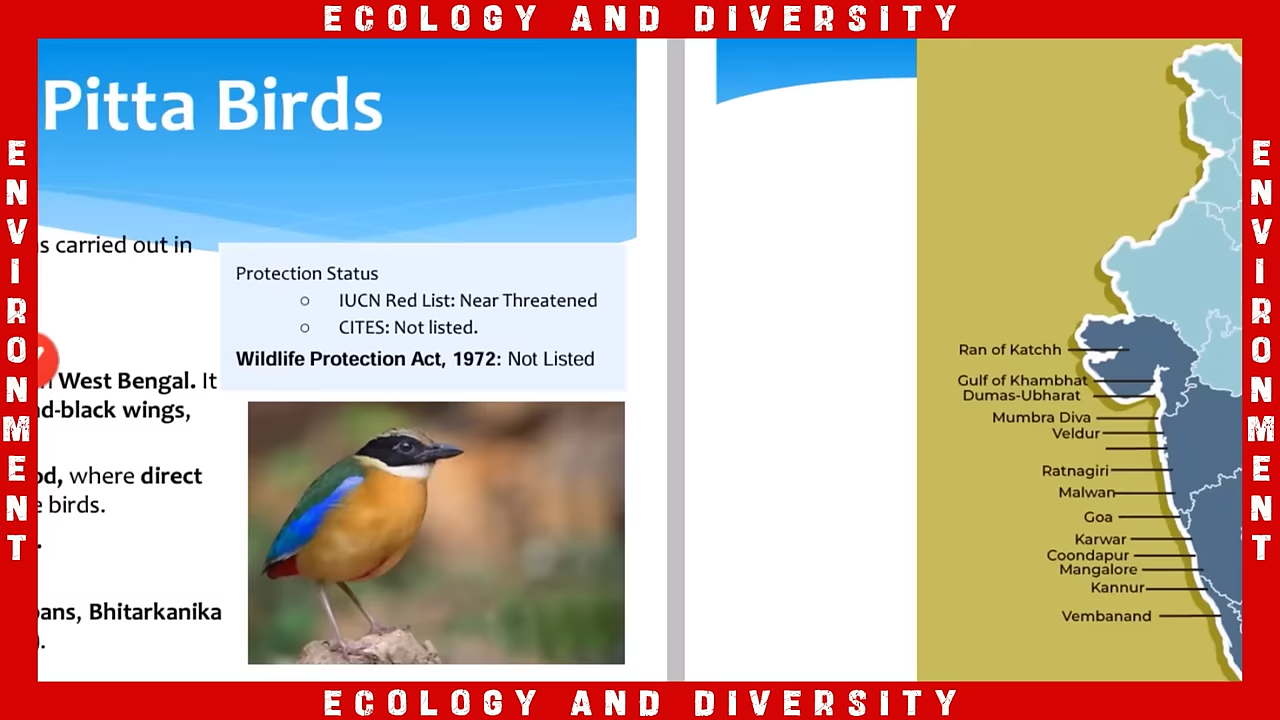 ECOLOGY AND DIVERSITY
ENVIRONMENT
Pitta Birds
s carried out in
Protection Status
○ IUCN Red List: Near Threatened
○ CITES: Not listed.
Wildlife Protection Act, 1972: Not Listed
West Bengal. It
d-black wings,
od, where direct
e birds.
ans, Bhitarkanika
).
Ran of Katchh
Gulf of Khambhat
Dumas-Ubharat
Mumbra Diva
Veldur
Ratnagiri
Malwan
Goa
Karwar
Coondapur
Mangalore
Kannur
Vembanand
ENVIRONMENT
ECOLOGY AND DIVERSITY